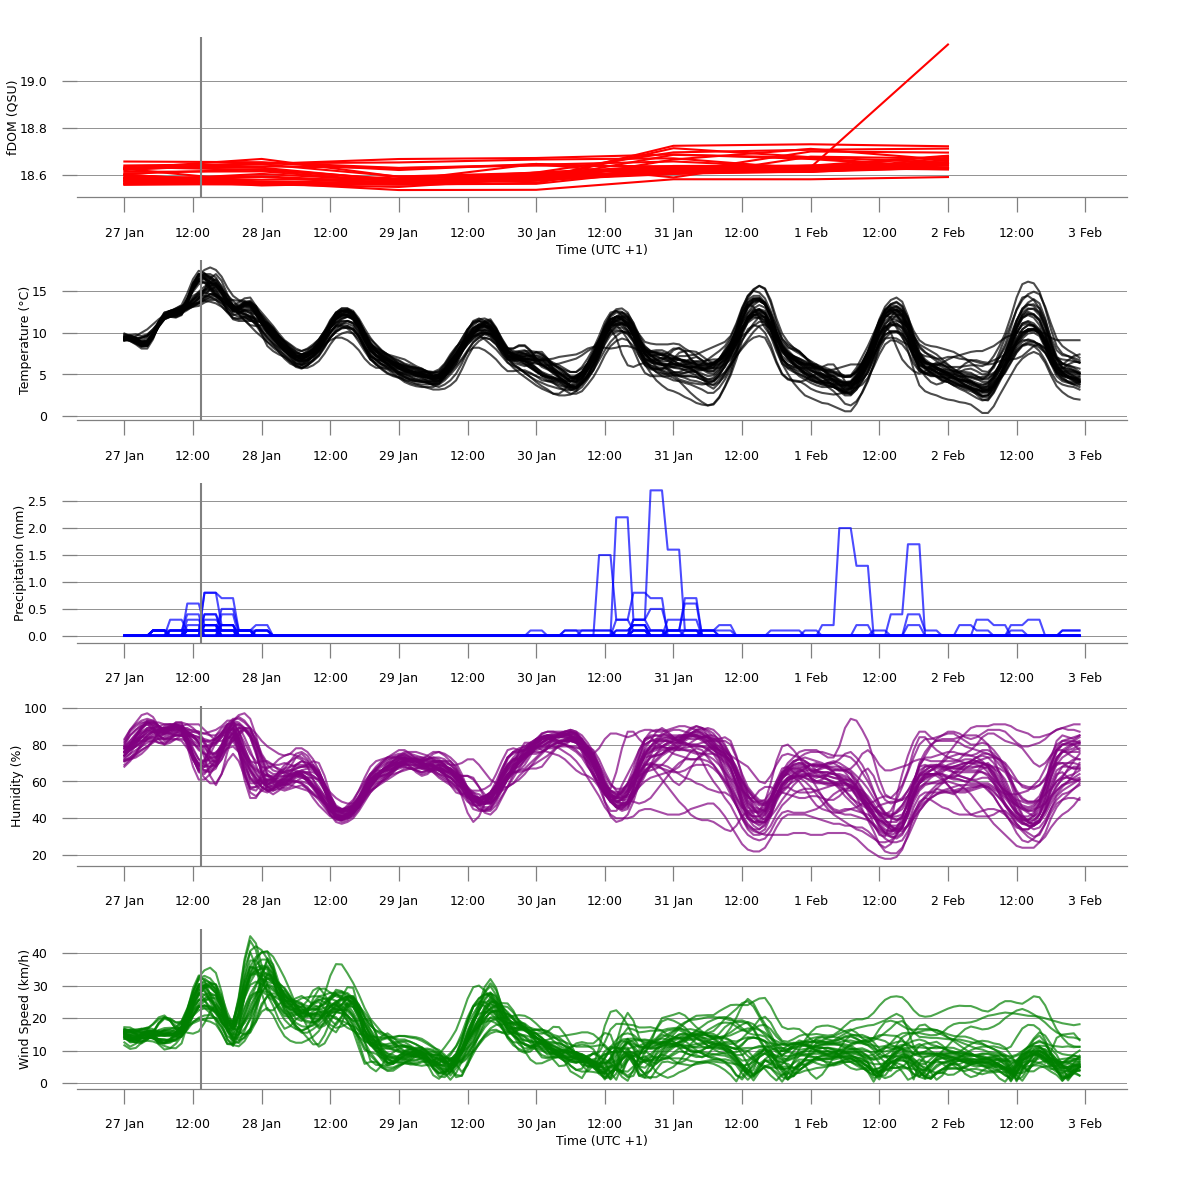 fDOM (QSU)
19.0
18.8
18.6
27 Jan 12:00 28 Jan 12:00 29 Jan 12:00 30 Jan 12:00 31 Jan 12:00 1 Feb 12:00 2 Feb 12:00 3 Feb
Time (UTC +1)
Temperature (°C)
15
10
5
0
27 Jan 12:00 28 Jan 12:00 29 Jan 12:00 30 Jan 12:00 31 Jan 12:00 1 Feb 12:00 2 Feb 12:00 3 Feb
Precipitation (mm)
2.5
2.0
1.5
1.0
0.5
0.0
27 Jan 12:00 28 Jan 12:00 29 Jan 12:00 30 Jan 12:00 31 Jan 12:00 1 Feb 12:00 2 Feb 12:00 3 Feb
Humidity (%)
100
80
60
40
20
27 Jan 12:00 28 Jan 12:00 29 Jan 12:00 30 Jan 12:00 31 Jan 12:00 1 Feb 12:00 2 Feb 12:00 3 Feb
Wind Speed (km/h)
40
30
20
10
0
27 Jan 12:00 28 Jan 12:00 29 Jan 12:00 30 Jan 12:00 31 Jan 12:00 1 Feb 12:00 2 Feb 12:00 3 Feb
Time (UTC +1)